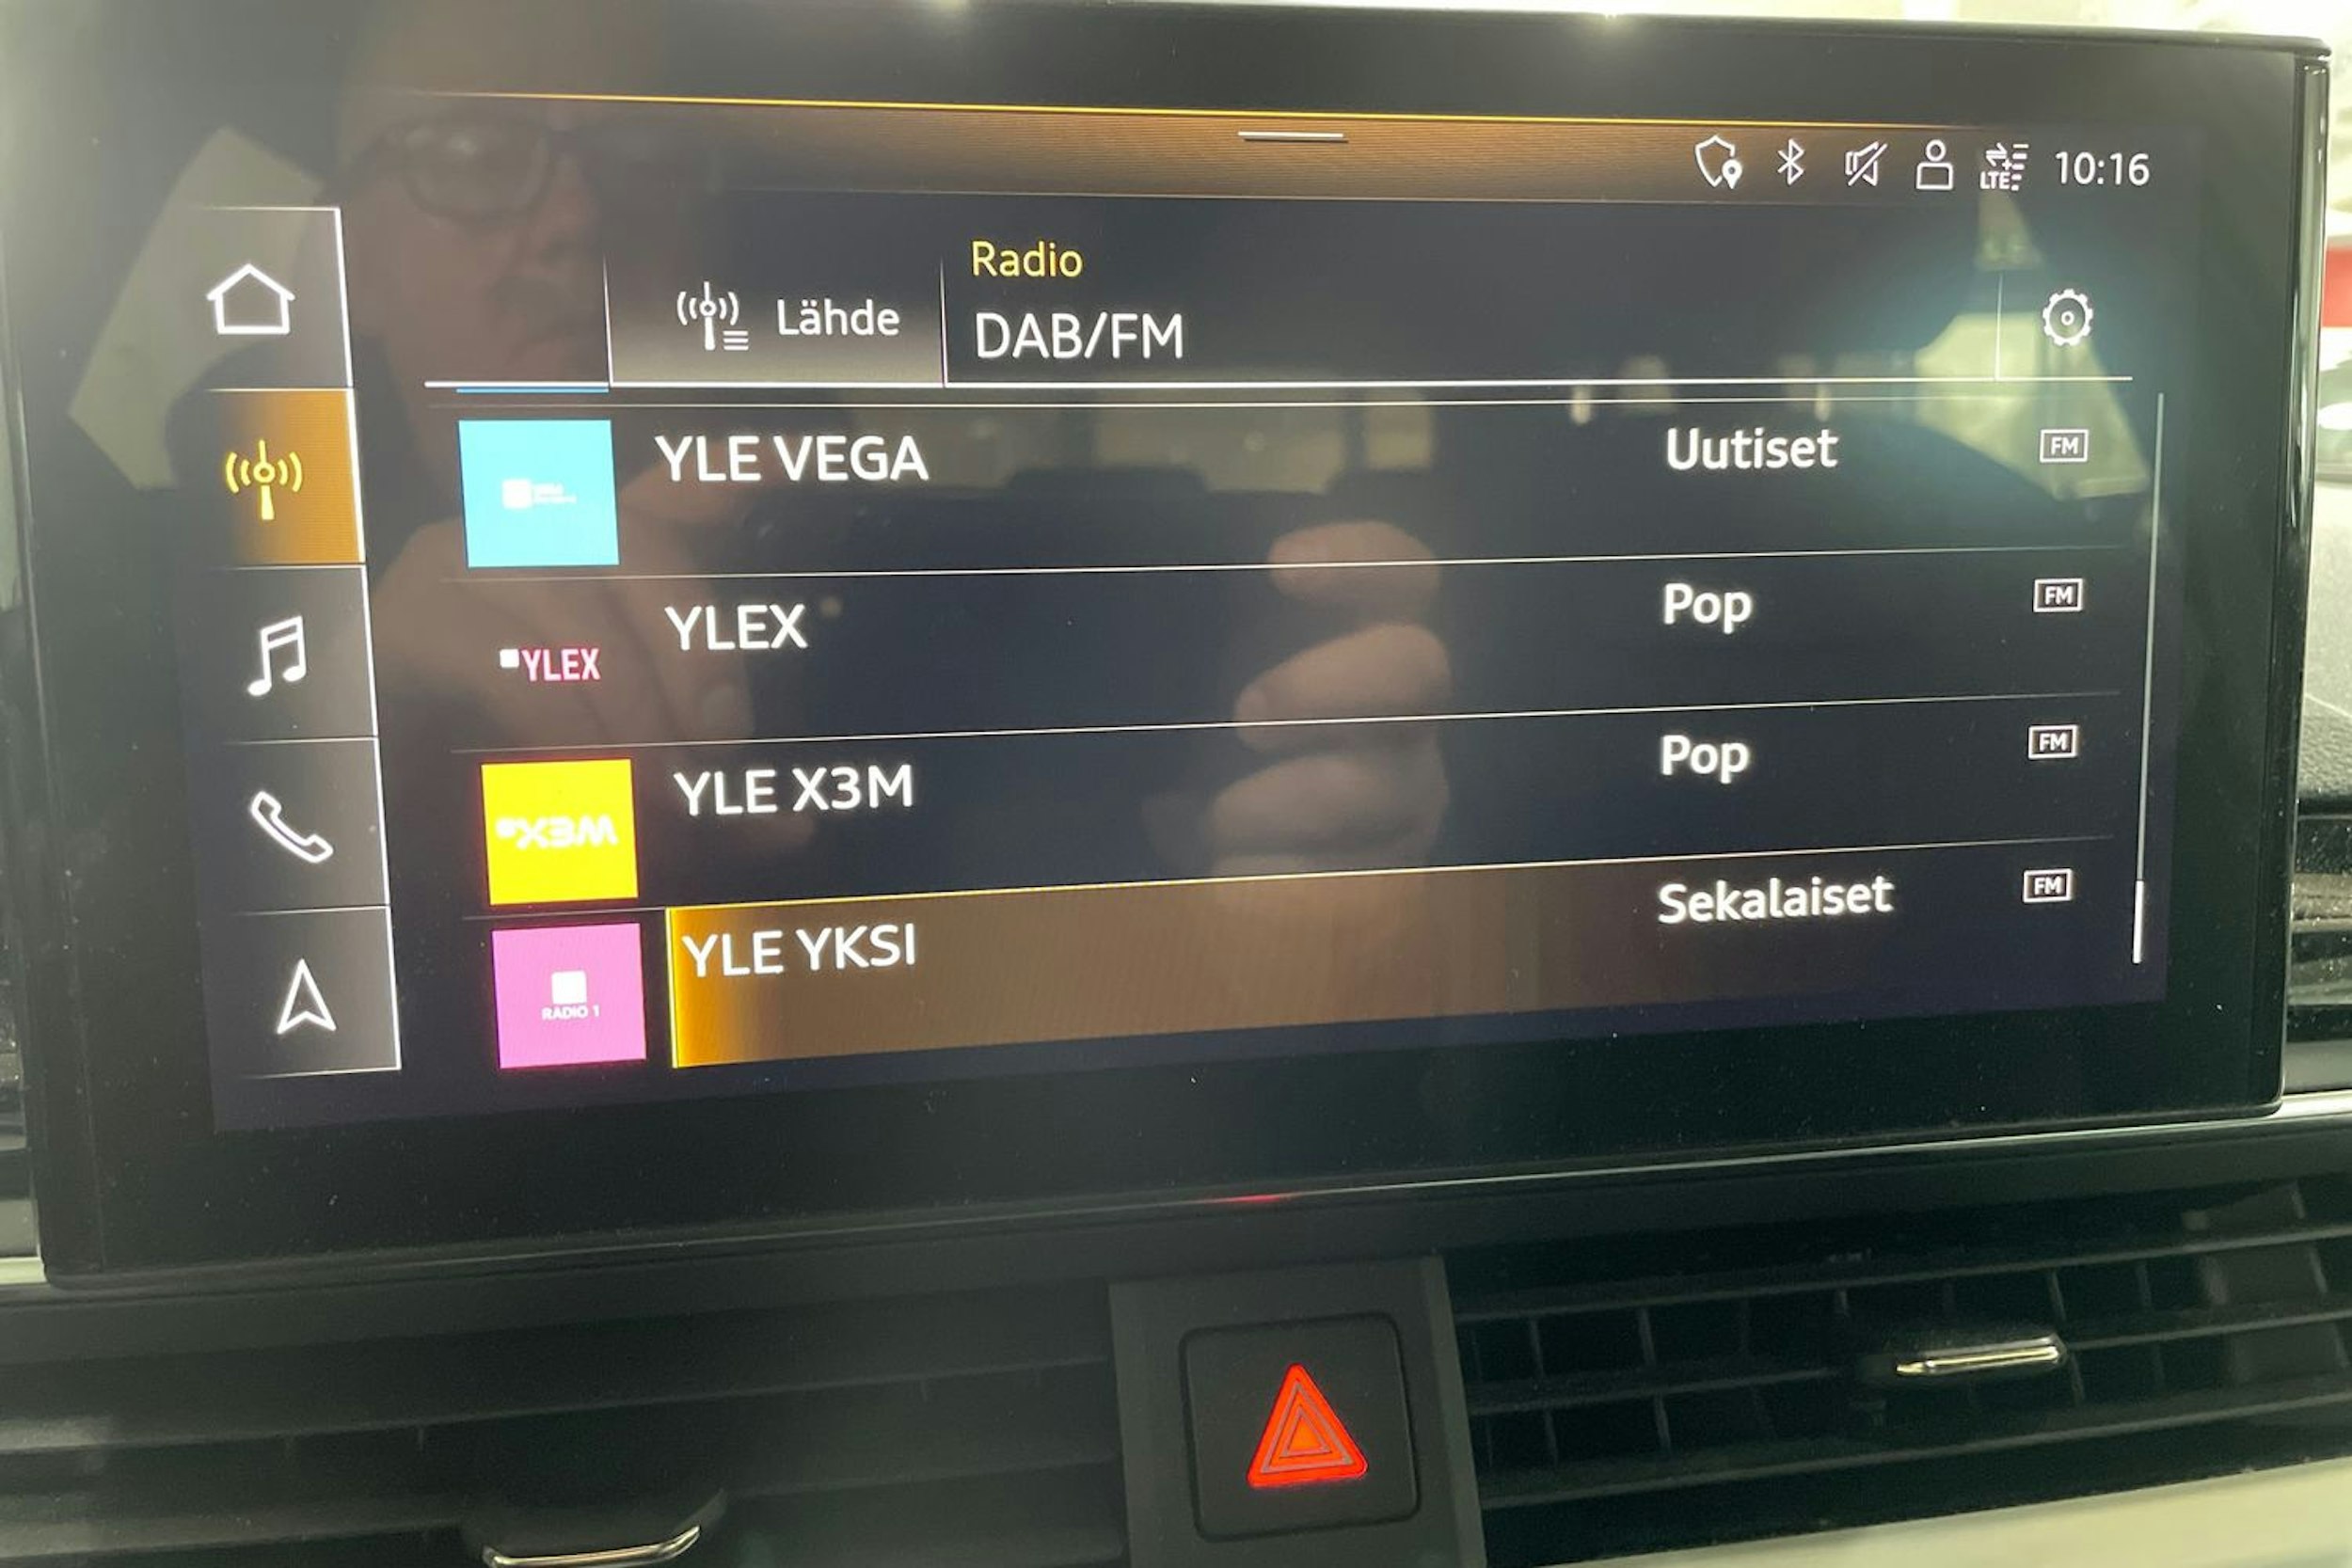 LTE 10:16
Radio
Lähde DAB/FM
YLE VEGA Uutiset FM
YLEX YLEX Pop FM
X3M YLE X3M Pop FM
YLE YKSI Sekalaiset FM
RADIO 1